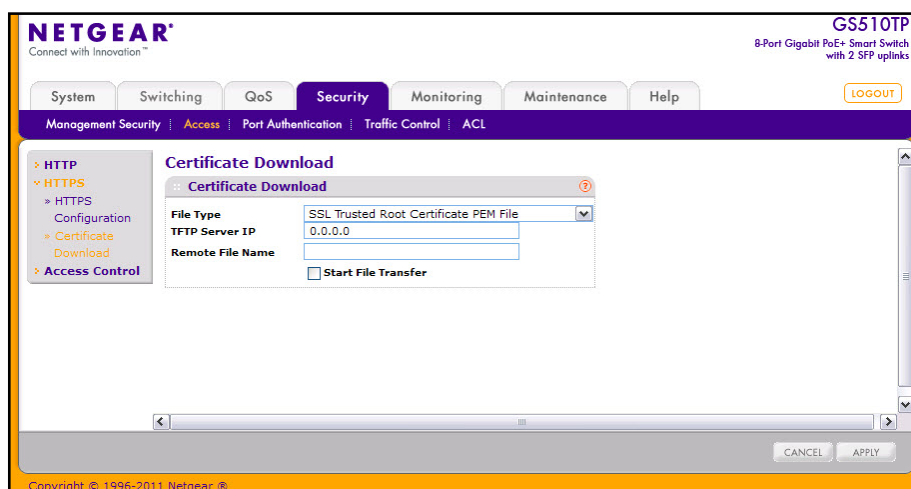 NETGEAR®
Connect with Innovation™
GS510TP
8-Port Gigabit PoE+ Smart Switch
with 2 SFP uplinks
System
Switching
QoS
Security
Monitoring
Maintenance
Help
LOGOUT
Management Security
Access
Port Authentication
Traffic Control
ACL
HTTP
HTTPS
» HTTPS
Configuration
» Certificate
Download
Access Control
Certificate Download
Certificate Download
?
File Type
SSL Trusted Root Certificate PEM File
TFTP Server IP
0.0.0.0
Remote File Name
Start File Transfer
CANCEL
APPLY
Copyright © 1996-2011 Netgear ®